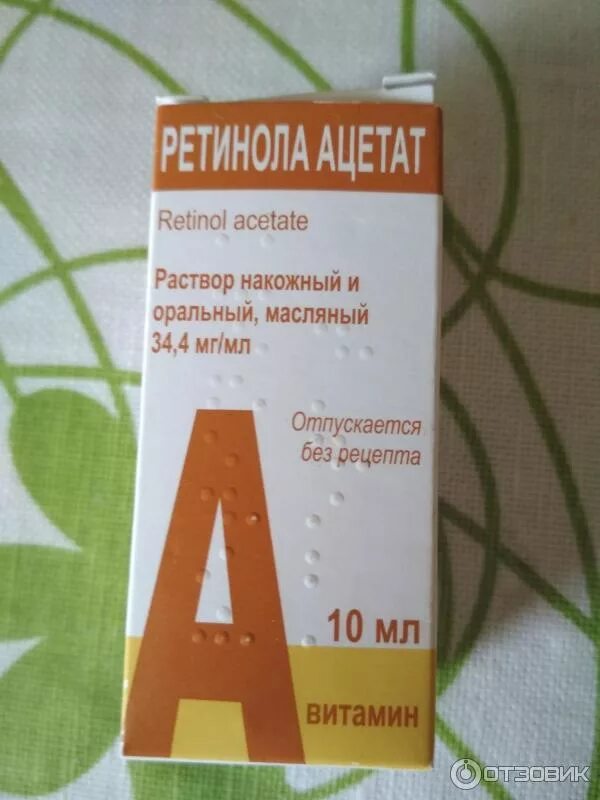 РЕТИНОЛА АЦЕТАТ
Retinol acetate
Раствор накожный и
оральный, масляный
34,4 мг/мл
Отпускается
без рецепта
А
10 мл
витамин
ОТЗОВИК